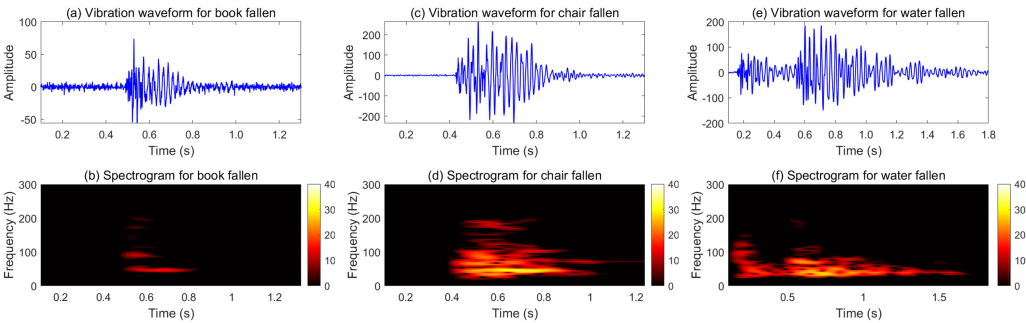 (a) Vibration waveform for book fallen
Amplitude
100
50
0
-50
0.2 0.4 0.6 0.8 1.0 1.2
Time (s)
(c) Vibration waveform for chair fallen
Amplitude
200
100
0
-100
-200
0.2 0.4 0.6 0.8 1 1.2
Time (s)
(e) Vibration waveform for water fallen
Amplitude
200
100
0
-100
-200
0.2 0.4 0.6 0.8 1.0 1.2 1.4 1.6 1.8
Time (s)
(b) Spectrogram for book fallen
Frequency (Hz)
300
200
100
0
0.2 0.4 0.6 0.8 1.0 1.2
Time (s)
40
30
20
10
0
(d) Spectrogram for chair fallen
Frequency (Hz)
300
200
100
0
0.2 0.4 0.6 0.8 1 1.2
Time (s)
40
30
20
10
0
(f) Spectrogram for water fallen
Frequency (Hz)
300
200
100
0
0.5 1 1.5
Time (s)
40
30
20
10
0